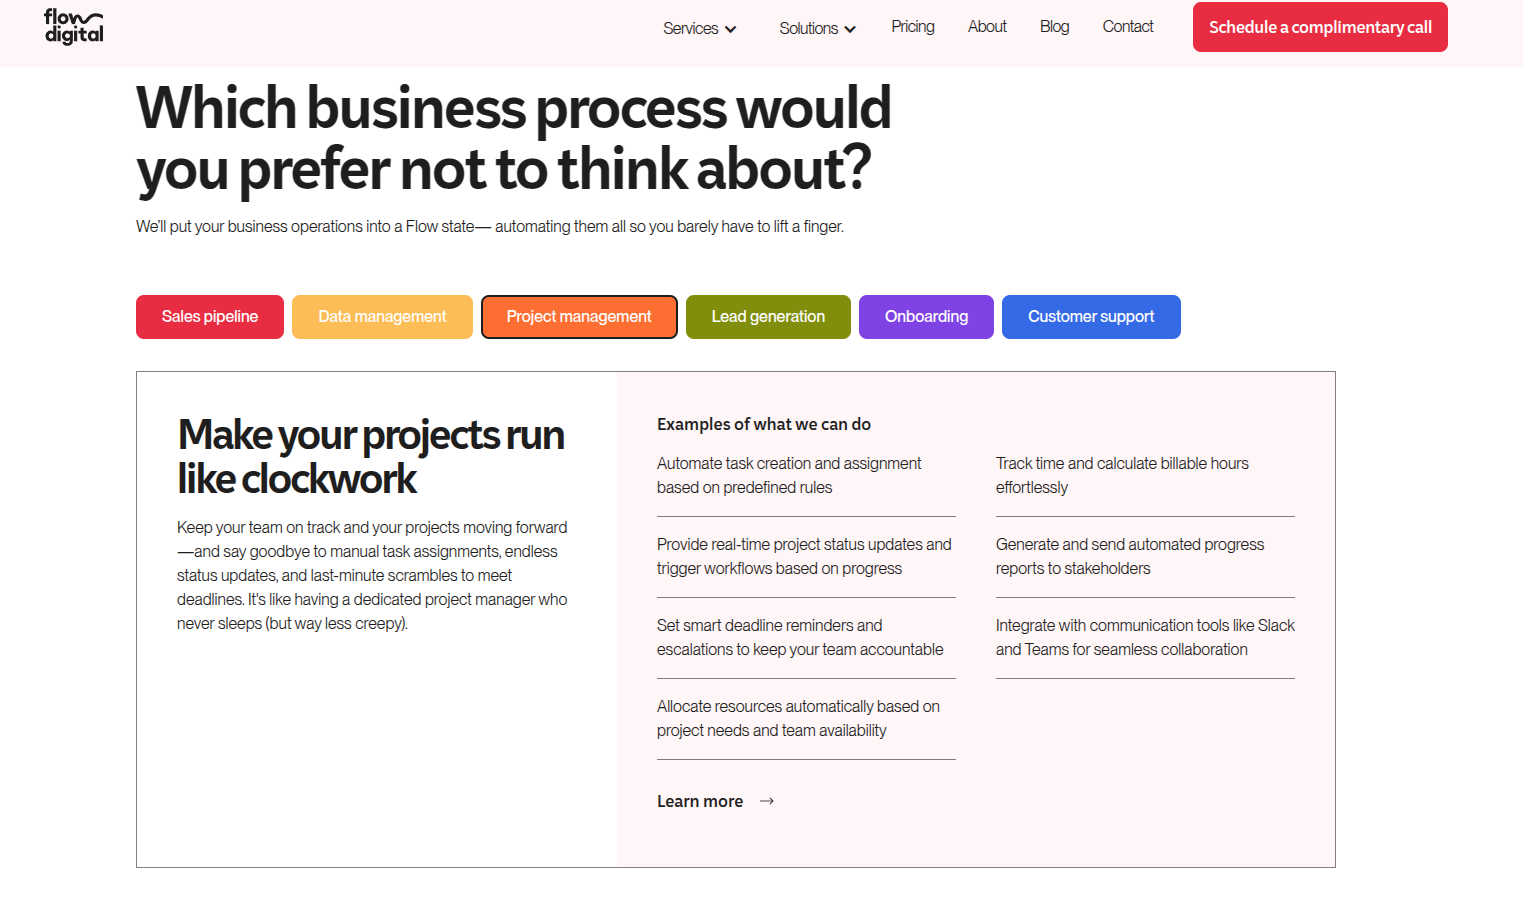 flow
digital
Services
Solutions
Pricing
About
Blog
Contact
Schedule a complimentary call
Which business process would
you prefer not to think about?
We'll put your business operations into a Flow state— automating them all so you barely have to lift a finger.
Sales pipeline
Data management
Project management
Lead generation
Onboarding
Customer support
Make your projects run
like clockwork
Keep your team on track and your projects moving forward
—and say goodbye to manual task assignments, endless
status updates, and last-minute scrambles to meet
deadlines. It's like having a dedicated project manager who
never sleeps (but way less creepy).
Examples of what we can do
Automate task creation and assignment
based on predefined rules
Provide real-time project status updates and
trigger workflows based on progress
Set smart deadline reminders and
escalations to keep your team accountable
Allocate resources automatically based on
project needs and team availability
Track time and calculate billable hours
effortlessly
Generate and send automated progress
reports to stakeholders
Integrate with communication tools like Slack
and Teams for seamless collaboration
Learn more →